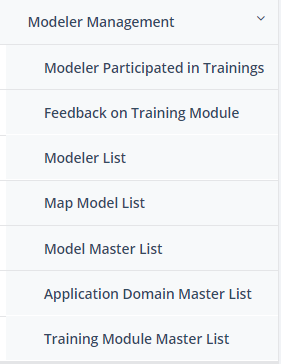 Modeler Management
Modeler Participated in Trainings
Feedback on Training Module
Modeler List
Map Model List
Model Master List
Application Domain Master List
Training Module Master List